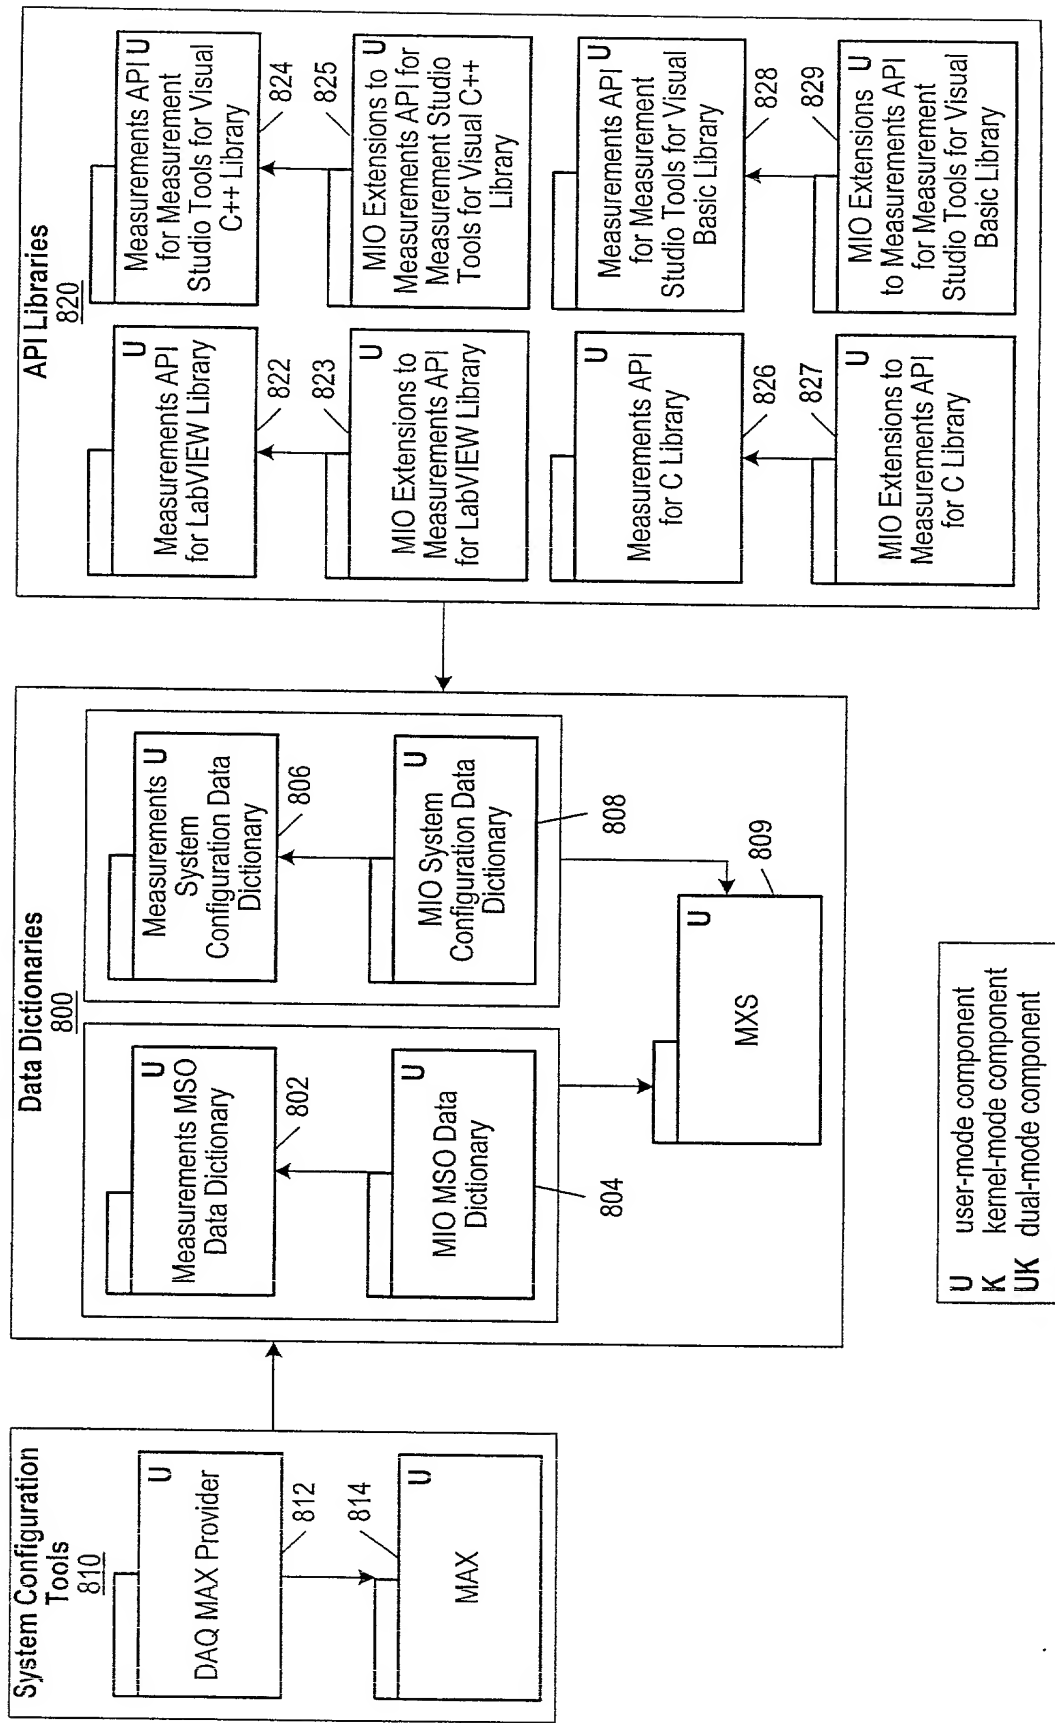 System Configuration
Tools
810
U
DAQ MAX Provider
812
814
U
MAX
Data Dictionaries
800
U
Measurements MSO
Data Dictionary
802
U
MIO MSO Data
Dictionary
804
Measurements U
System
Configuration Data
Dictionary
806
U
MIO System
Configuration Data
Dictionary
808
809
U
MXS
U user-mode component
K kernel-mode component
UK dual-mode component
API Libraries
820
U
Measurements API
for LabVIEW Library
822
823
U
MIO Extensions to
Measurements API
for LabVIEW Library
Measurements API U
for Measurement
Studio Tools for Visual
C++ Library
824
825
MIO Extensions to U
Measurements API for
Measurement Studio
Tools for Visual C++
Library
U
Measurements API
for C Library
826
827
U
MIO Extensions to
Measurements API
for C Library
Measurements API U
for Measurement
Studio Tools for Visual
Basic Library
828
829
MIO Extensions U
to Measurements API
for Measurement
Studio Tools for Visual
Basic Library